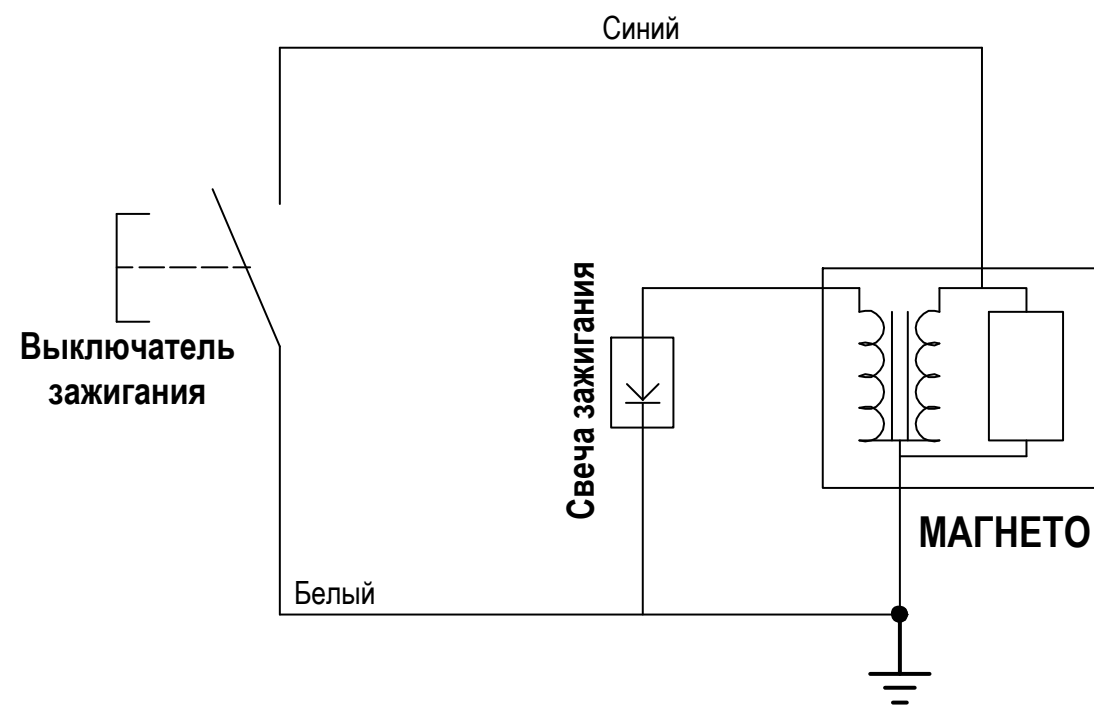 Синий
Выключатель
зажигания
Свеча зажигания
МАГНЕТО
Белый